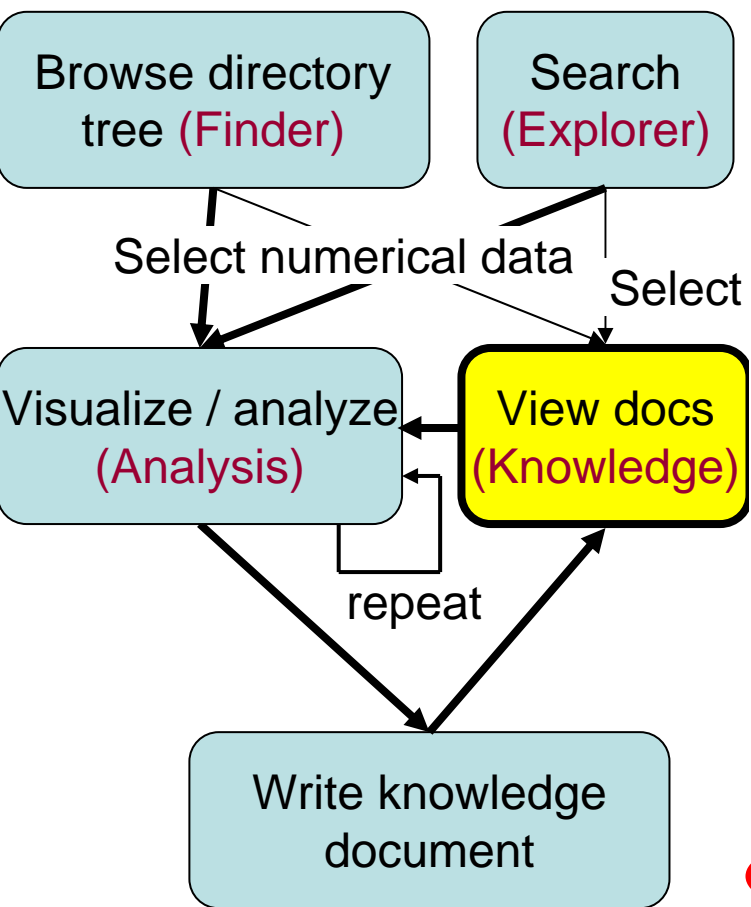 Browse directory
tree (Finder)
Search
(Explorer)
Select numerical data
Select
Visualize / analyze
(Analysis)
View docs
(Knowledge)
repeat
Write knowledge
document